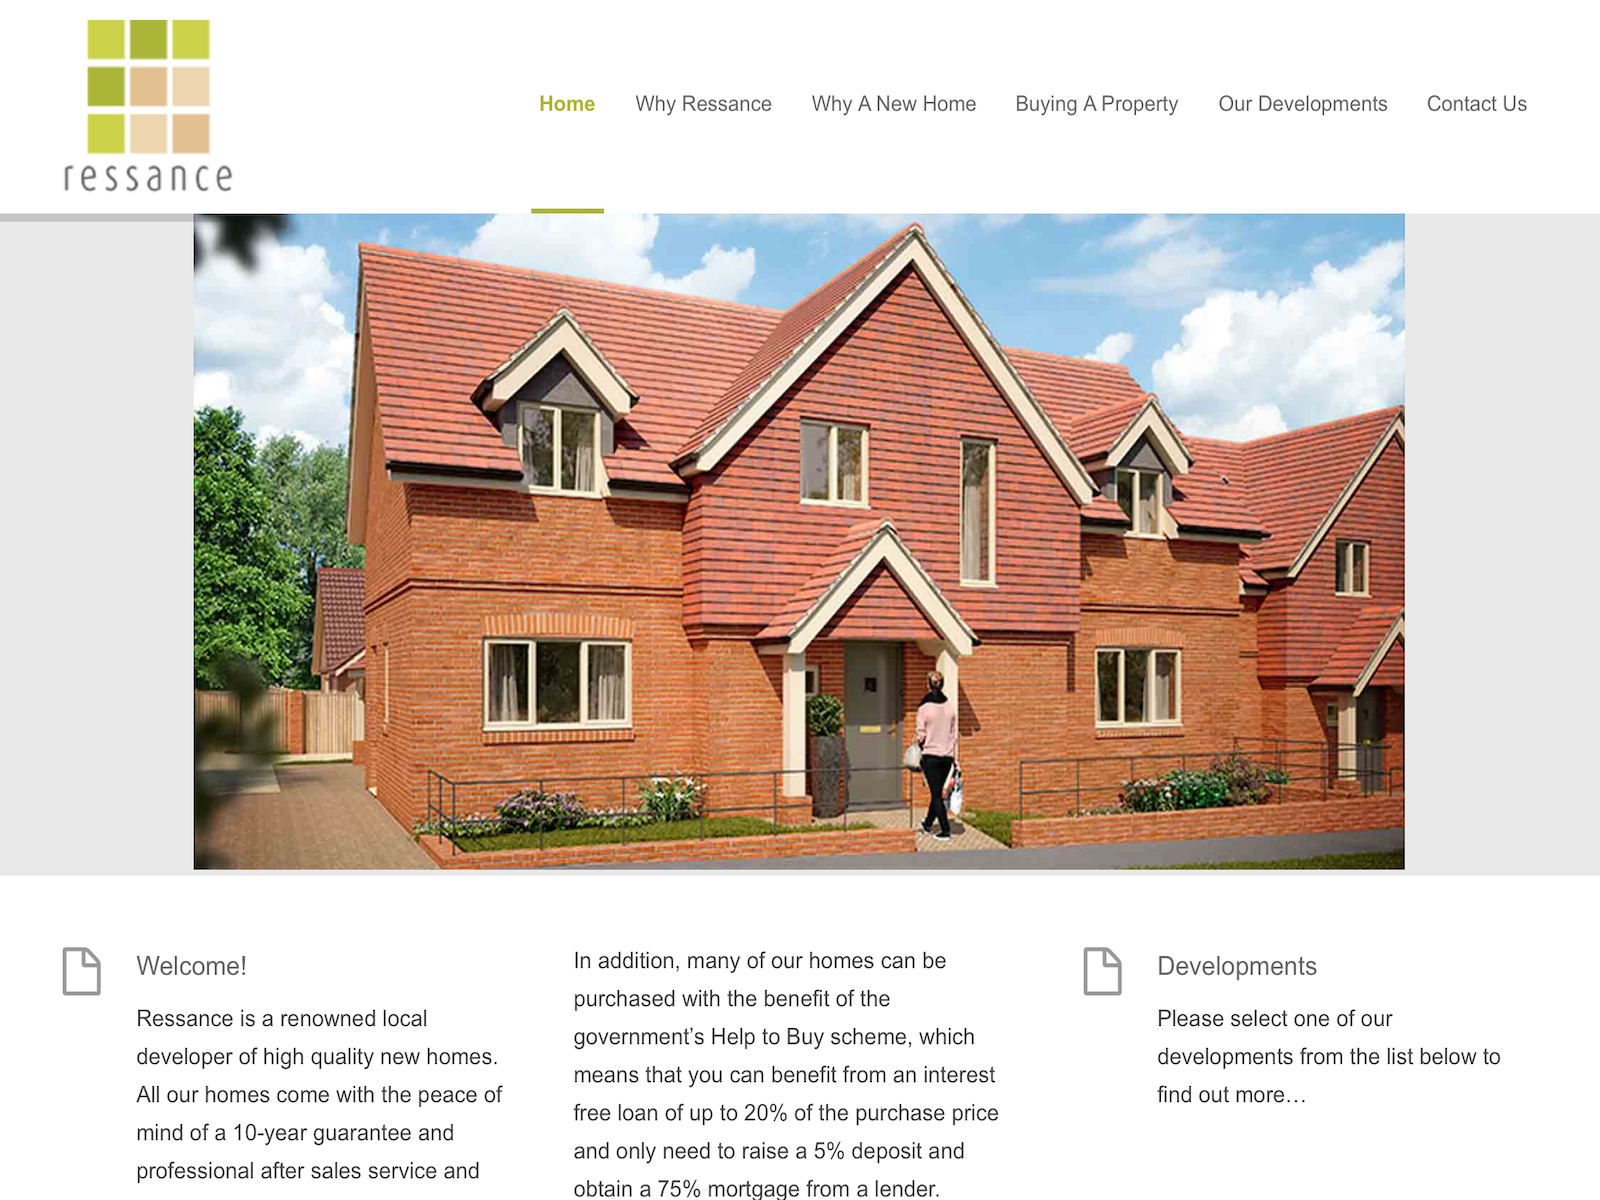 ressance
Home
Why Ressance
Why A New Home
Buying A Property
Our Developments
Contact Us
Welcome!
Ressance is a renowned local
developer of high quality new homes.
All our homes come with the peace of
mind of a 10-year guarantee and
professional after sales service and
In addition, many of our homes can be
purchased with the benefit of the
government’s Help to Buy scheme, which
means that you can benefit from an interest
free loan of up to 20% of the purchase price
and only need to raise a 5% deposit and
obtain a 75% mortgage from a lender.
Developments
Please select one of our
developments from the list below to
find out more…